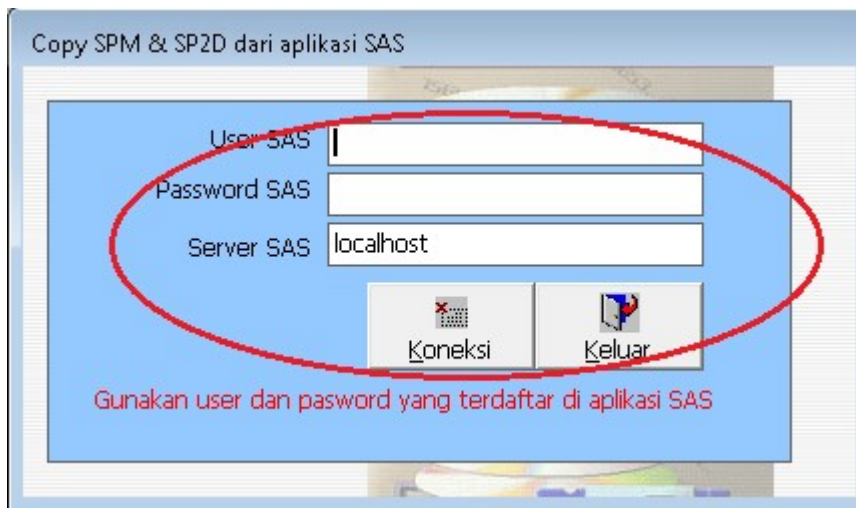 Copy SPM & SP2D dari aplikasi SAS
User SAS
Password SAS
Server SAS localhost
Koneksi Keluar
Gunakan user dan pasword yang terdaftar di aplikasi SAS